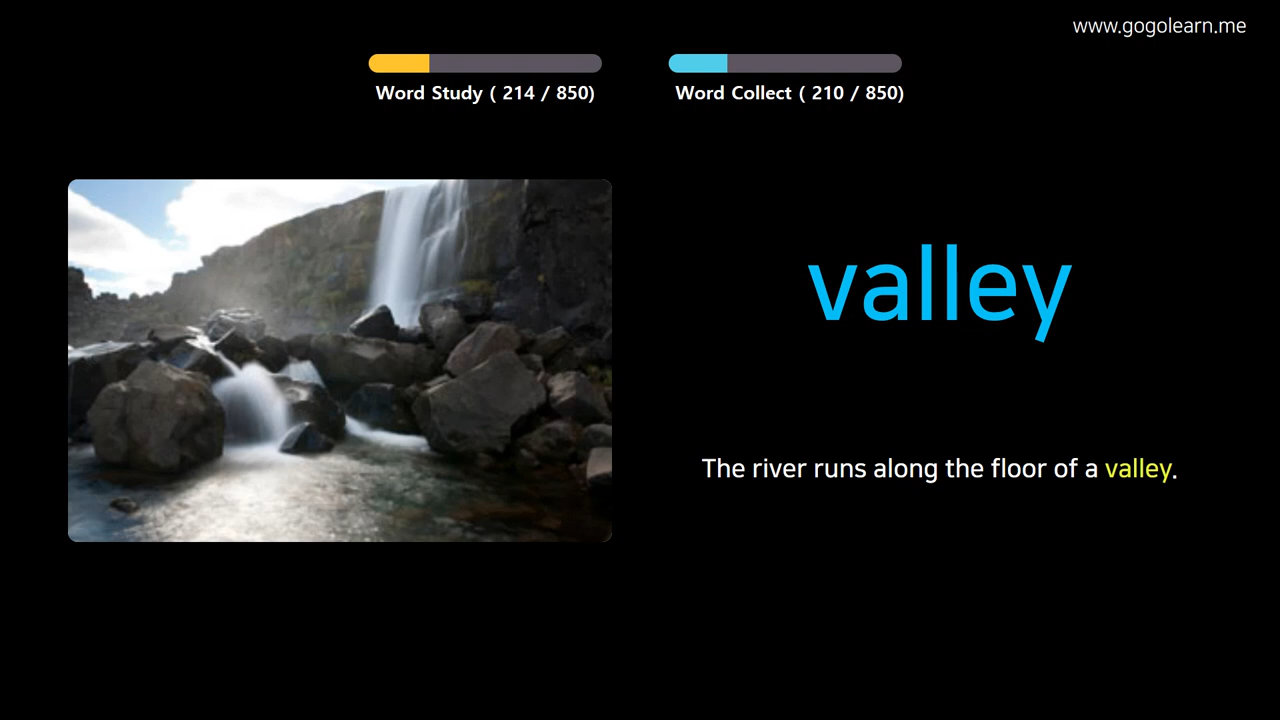 www.gogolearn.me
Word Study ( 214 / 850)
Word Collect ( 210 / 850)
valley
The river runs along the floor of a valley.